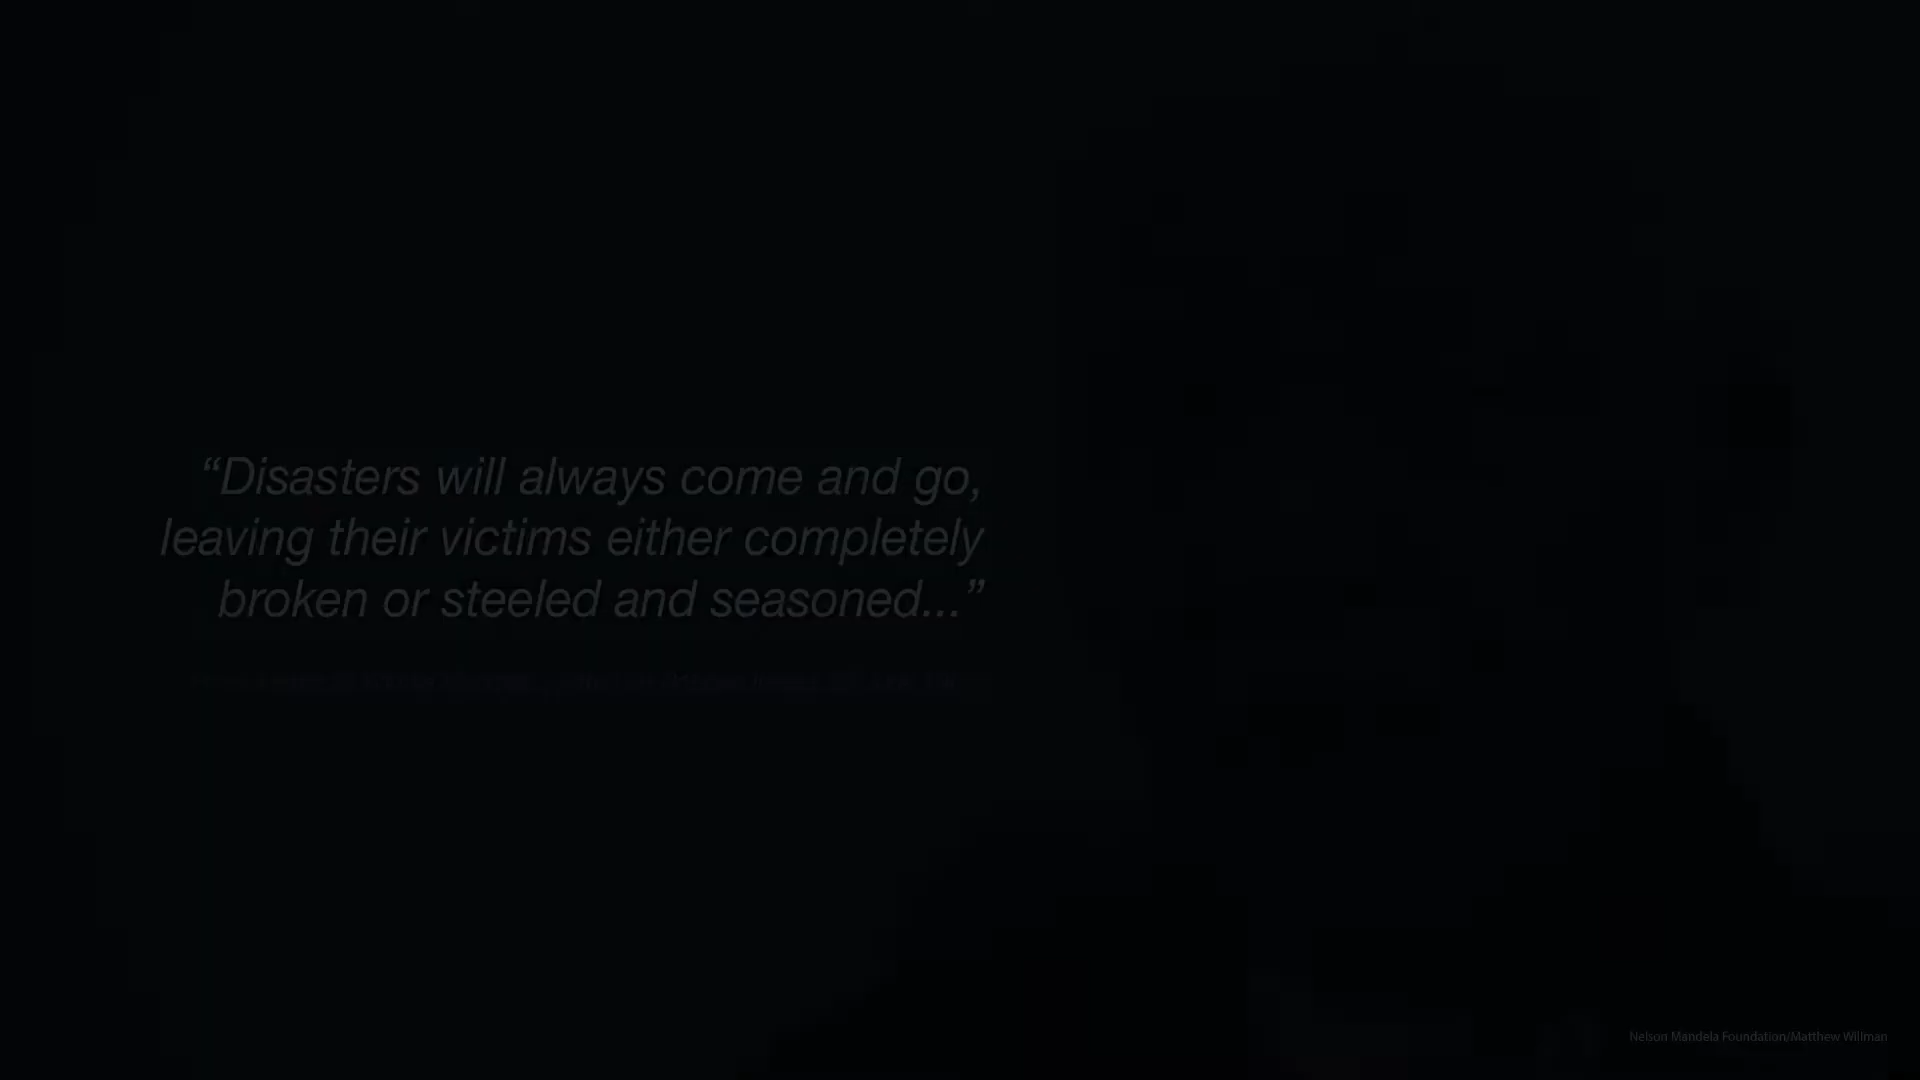 “Disasters will always come and go,
leaving their victims either completely
broken or steeled and seasoned...”
Nelson Mandela Foundation/Matthew Willman